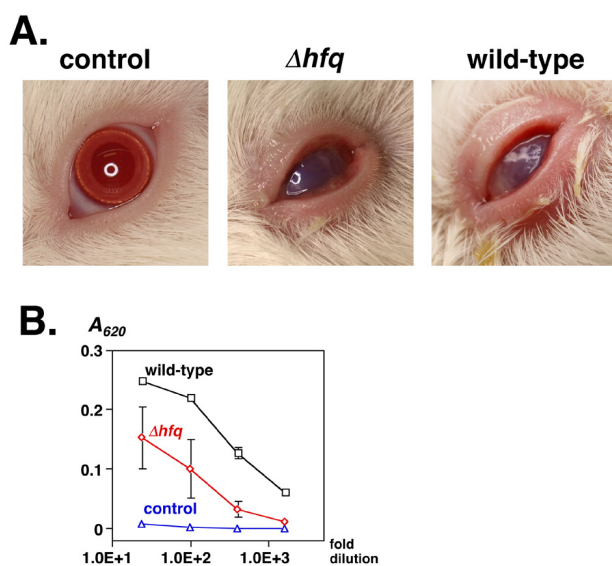 A.
control Δhfq wild-type
B.
A620
0.3
wild-type
0.2
Δhfq
0.1
control
0
1.0E+1 1.0E+2 1.0E+3 fold
dilution